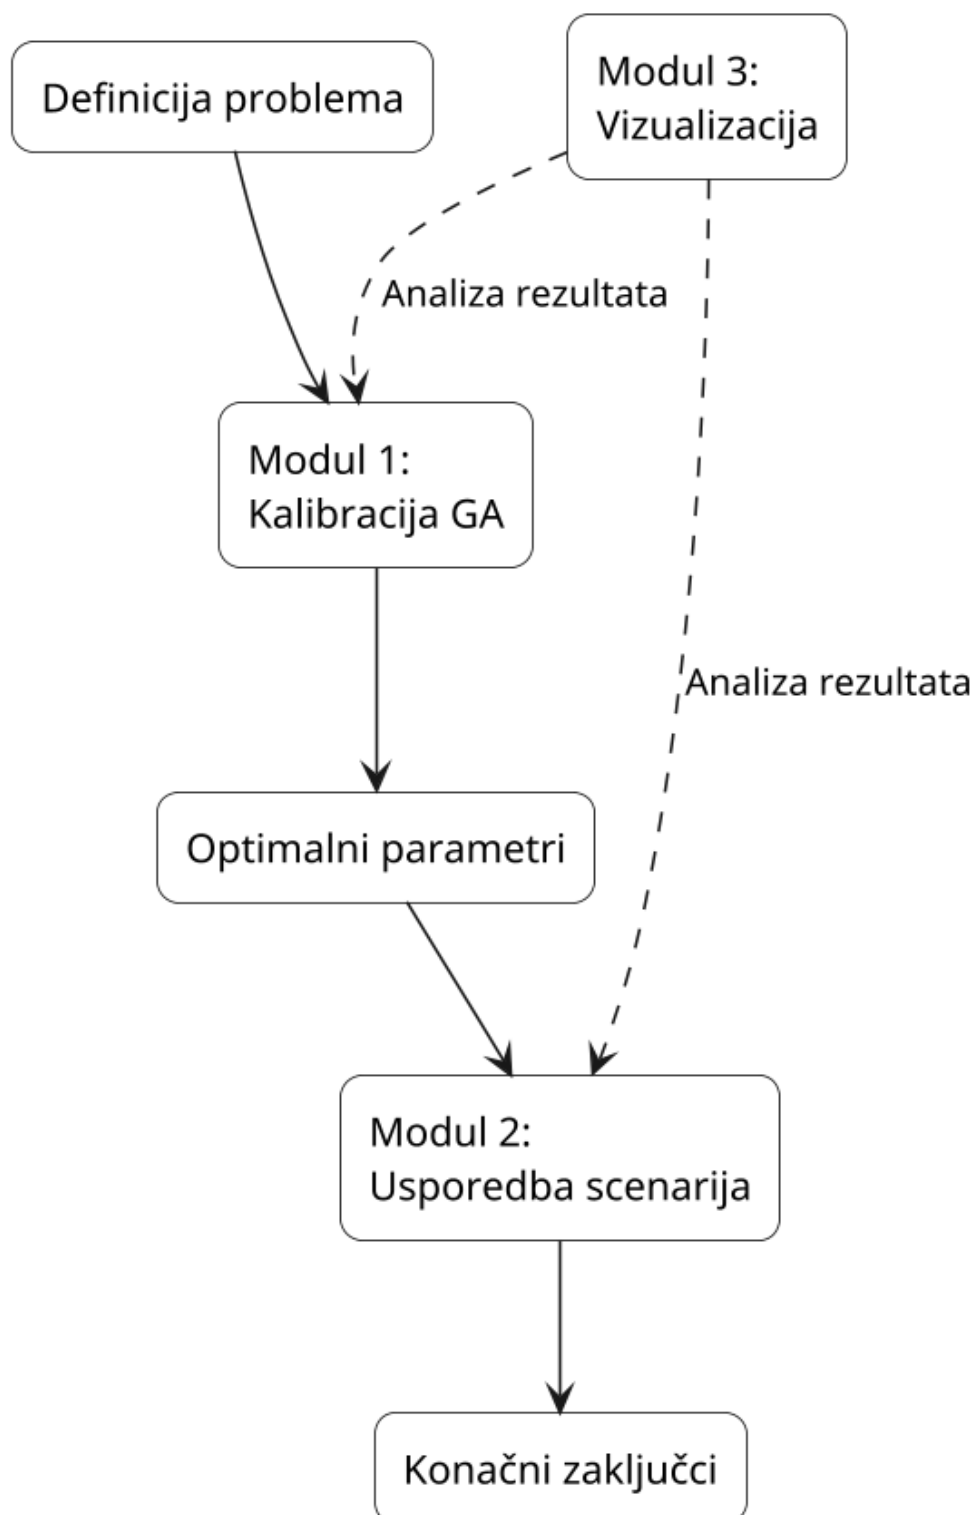 Definicija problema
Modul 3:
Vizualizacija
Analiza rezultata
Modul 1:
Kalibracija GA
Analiza rezultata
Optimalni parametri
Modul 2:
Usporedba scenarija
Konačni zaključci